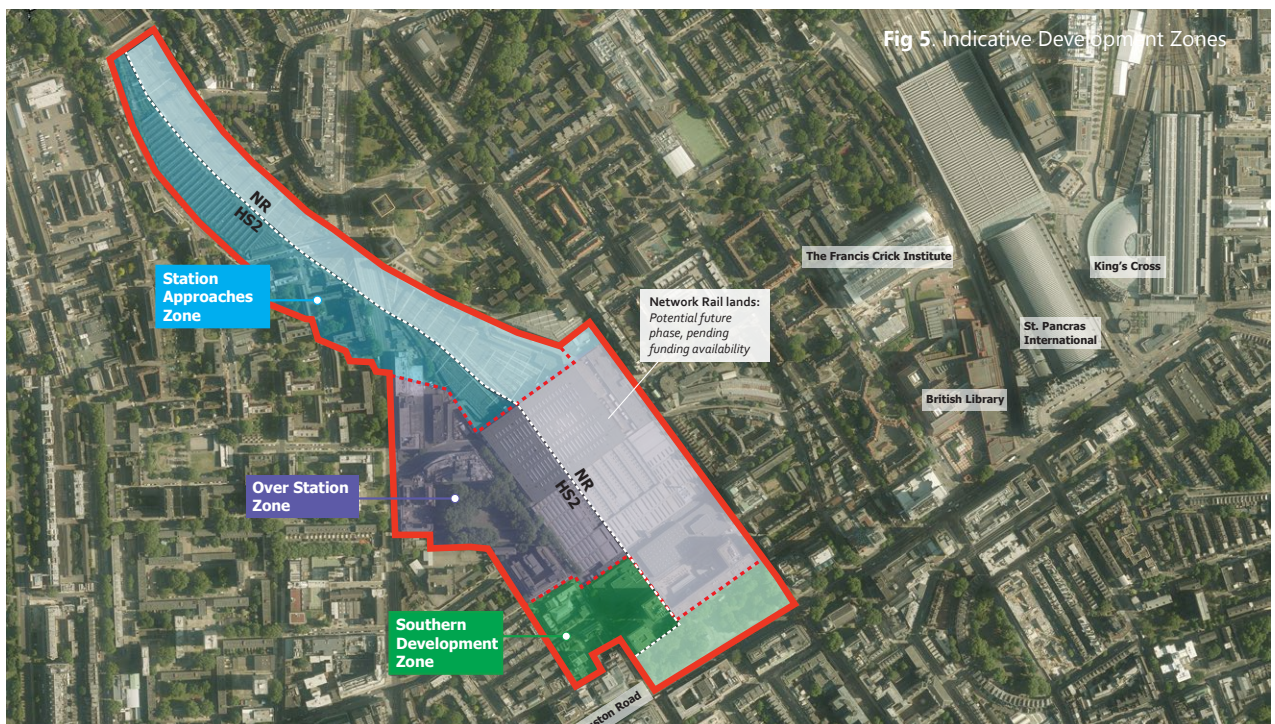 Fig 5. Indicative Development Zones
NR
HS2
Station
Approaches
Zone
The Francis Crick Institute
King's Cross
Network Rail lands:
Potential future
phase, pending
funding availability
St. Pancras
International
British Library
NR
HS2
Over Station
Zone
Southern
Development
Zone
Road